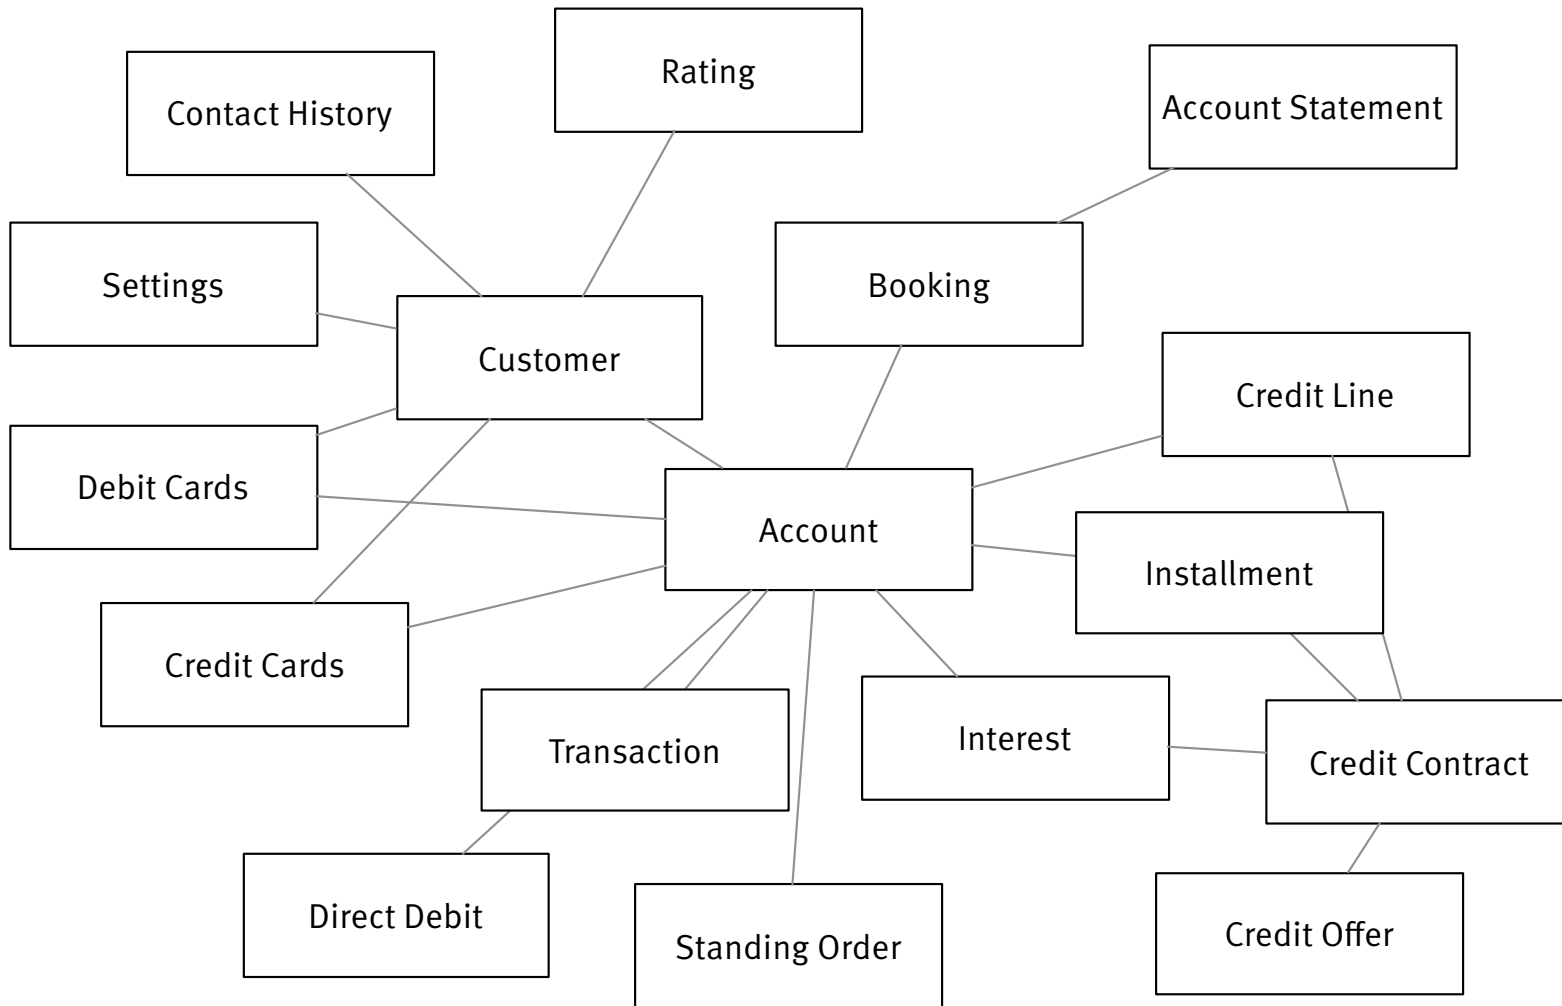 Rating
Contact History
Account Statement
Settings
Booking
Customer
Credit Line
Debit Cards
Account
Installment
Credit Cards
Transaction
Interest
Credit Contract
Direct Debit
Standing Order
Credit Offer